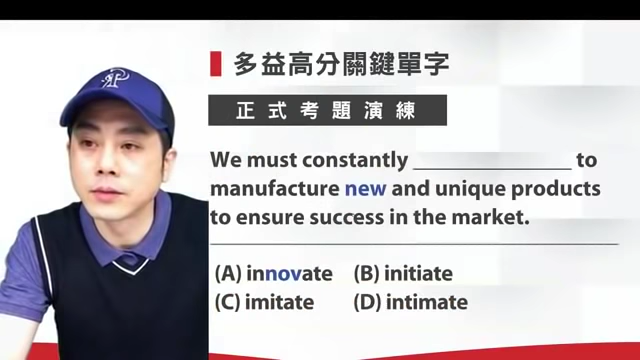 多益高分關鍵單字
正式考題演練
We must constantly ______________ to
manufacture new and unique products
to ensure success in the market.
(A) innovate (B) initiate
(C) imitate (D) intimate